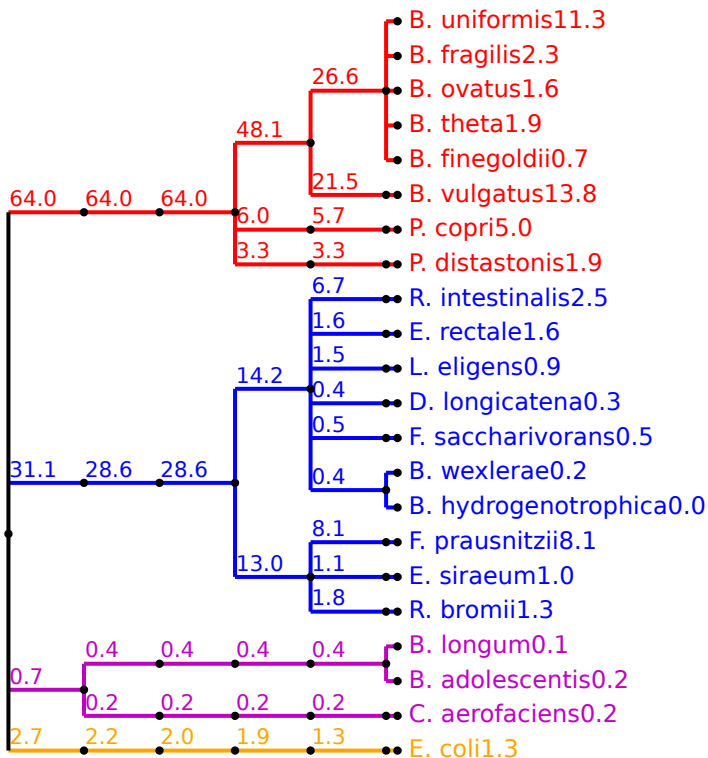 B. uniformis11.3
B. fragilis2.3
26.6
B. ovatus1.6
B. theta1.9
48.1
B. finegoldii0.7
21.5
B. vulgatus13.8
64.0 64.0 64.0
6.0 5.7
P. copri5.0
3.3 3.3
P. distastonis1.9
6.7
R. intestinalis2.5
1.6
E. rectale1.6
1.5
L. eligens0.9
14.2
0.4
D. longicatena0.3
0.5
F. saccharivorans0.5
B. wexlerae0.2
31.1 28.6 28.6
0.4
B. hydrogenotrophica0.0
8.1
F. prausnitzii8.1
13.0
1.1
E. siraeum1.0
1.8
R. bromii1.3
B. longum0.1
0.4 0.4 0.4 0.4
0.7
B. adolescentis0.2
0.2 0.2 0.2 0.2
C. aerofaciens0.2
2.7 2.2 2.0 1.9 1.3
E. coli1.3